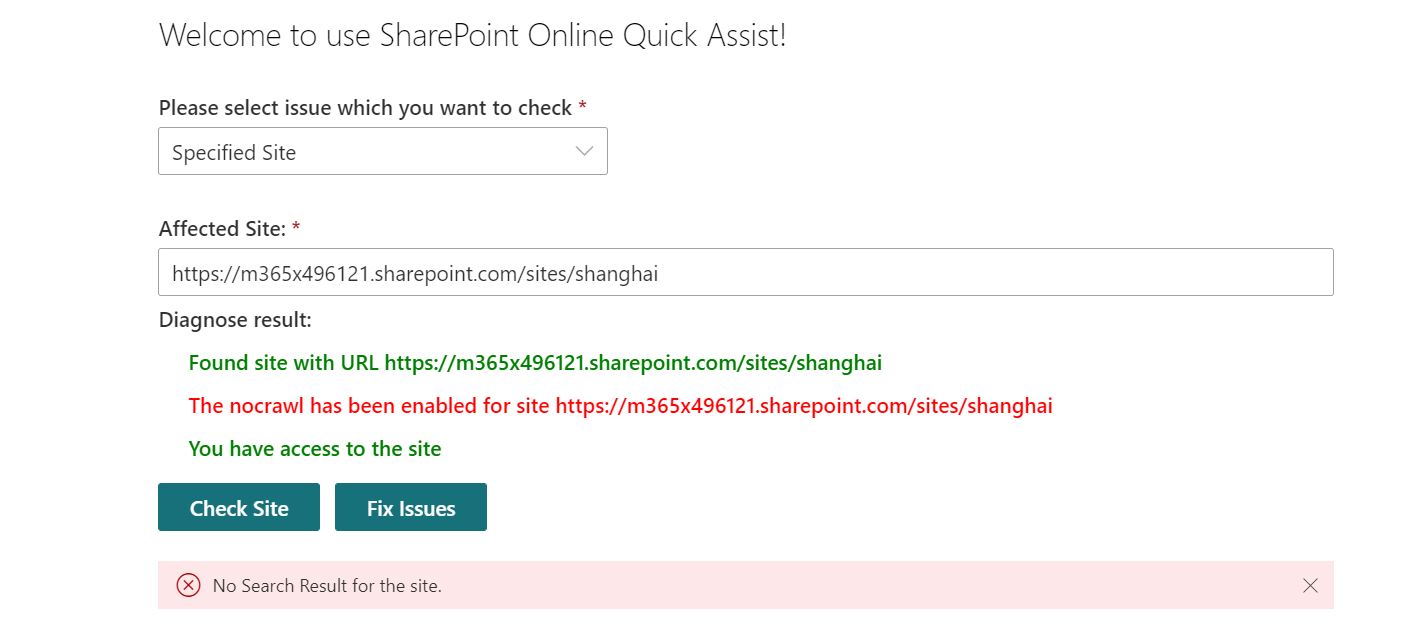 Welcome to use SharePoint Online Quick Assist!
Please select issue which you want to check *
Specified Site
Affected Site: *
https://m365x496121.sharepoint.com/sites/shanghai
Diagnose result:
Found site with URL https://m365x496121.sharepoint.com/sites/shanghai
The nocrawl has been enabled for site https://m365x496121.sharepoint.com/sites/shanghai
You have access to the site
Check Site
Fix Issues
No Search Result for the site.